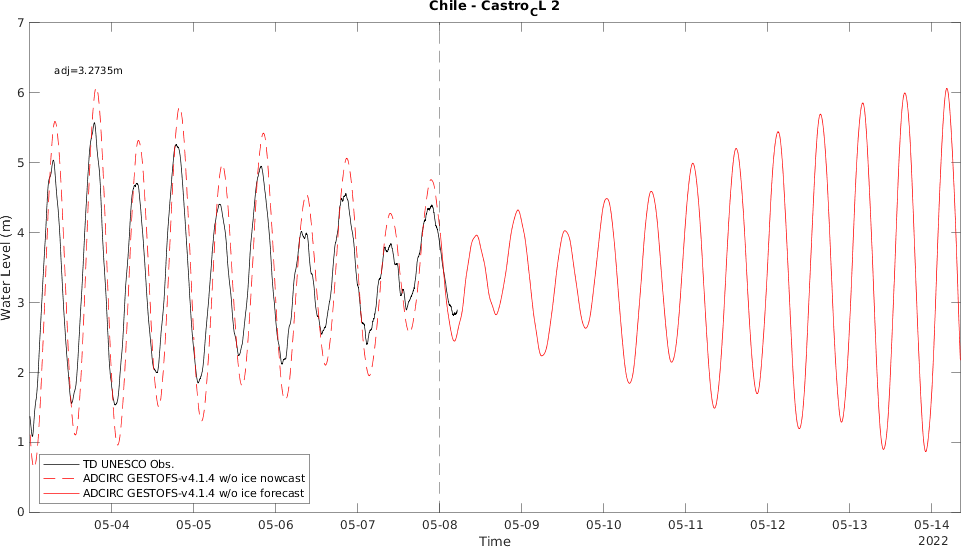 Chile - Castro_CL 2
7
adj=3.2735m
6
5
4
Water Level (m)
3
2
1
TD UNESCO Obs.
ADCIRC GESTOFS-v4.1.4 w/o ice nowcast
ADCIRC GESTOFS-v4.1.4 w/o ice forecast
0
05-04 05-05 05-06 05-07 05-08 05-09 05-10 05-11 05-12 05-13 05-14
Time
2022